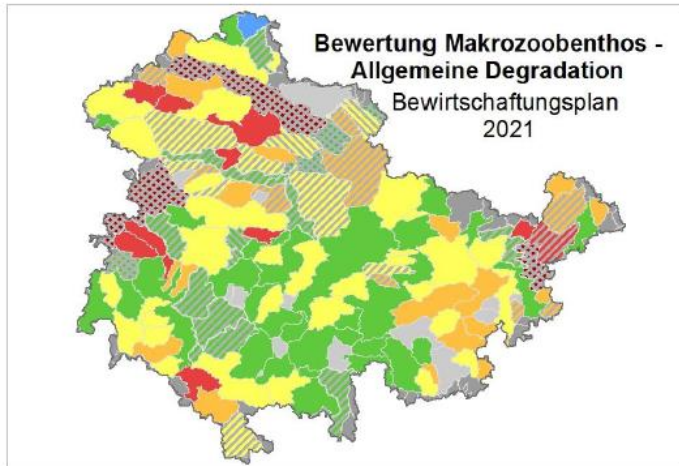 Bewertung Makrozoobenthos -
Allgemeine Degradation
Bewirtschaftungsplan
2021